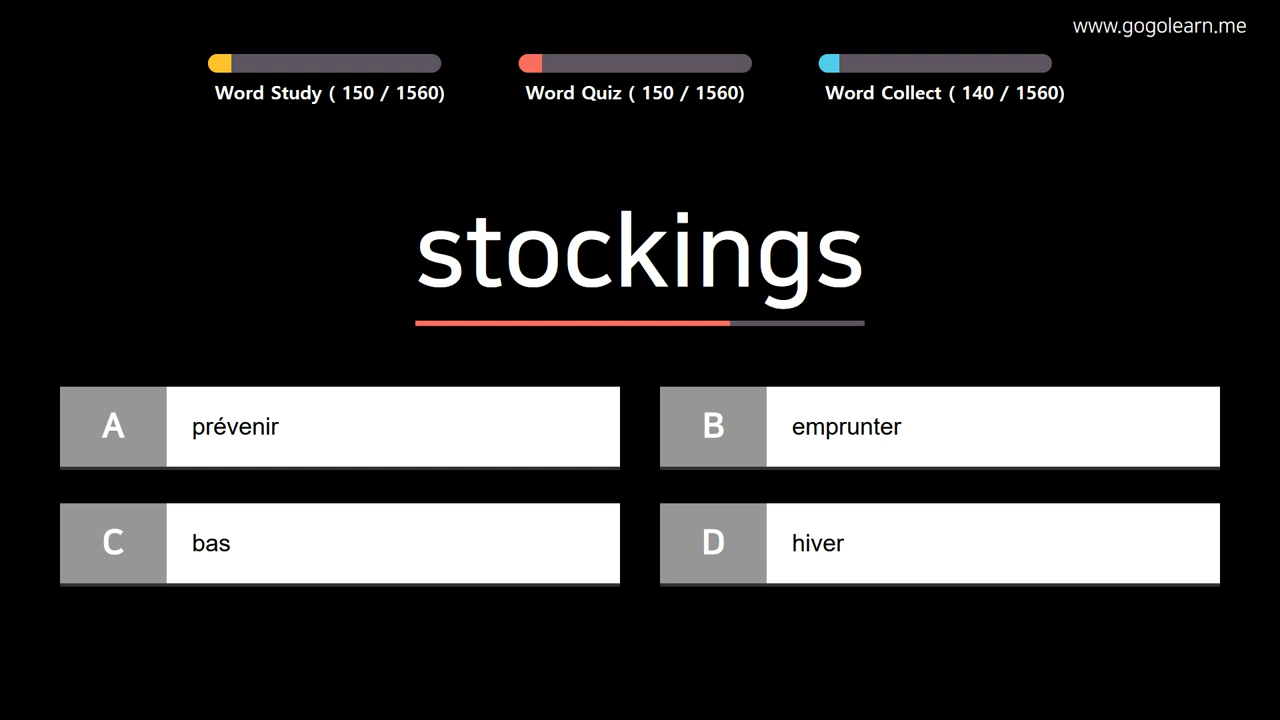 www.gogolearn.me
Word Study ( 150 / 1560)
Word Quiz ( 150 / 1560)
Word Collect ( 140 / 1560)
stockings
A prévenir
B emprunter
C bas
D hiver